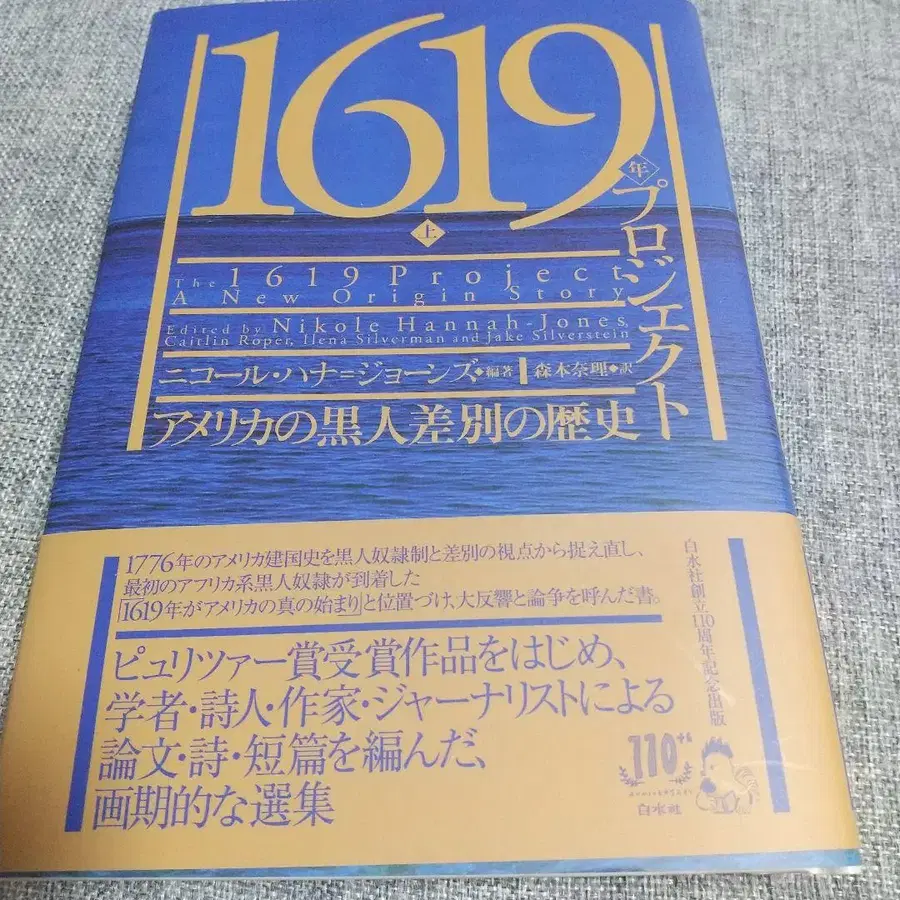 1619
年
プロジェクト
上
The 1619 Project
A New Origin Story
Edited by Nikole Hannah-Jones,
Caitlin Roper, Ilena Silverman and Jake Silverstein
ニコール・ハナ=ジョーンズ◆編著
森本奈理◆訳
アメリカの黒人差別の歴史
1776年のアメリカ建国史を黒人奴隷制と差別の視点から捉え直し、
最初のアフリカ系黒人奴隷が到着した
「1619年がアメリカの真の始まり」と位置づけ、大反響と論争を呼んだ書。
ピュリツァー賞受賞作品をはじめ、
学者・詩人・作家・ジャーナリストによる
論文・詩・短篇を編んだ、
画期的な選集
白水社創立110周年記念出版
110th
ANNIVERSARY
白水社